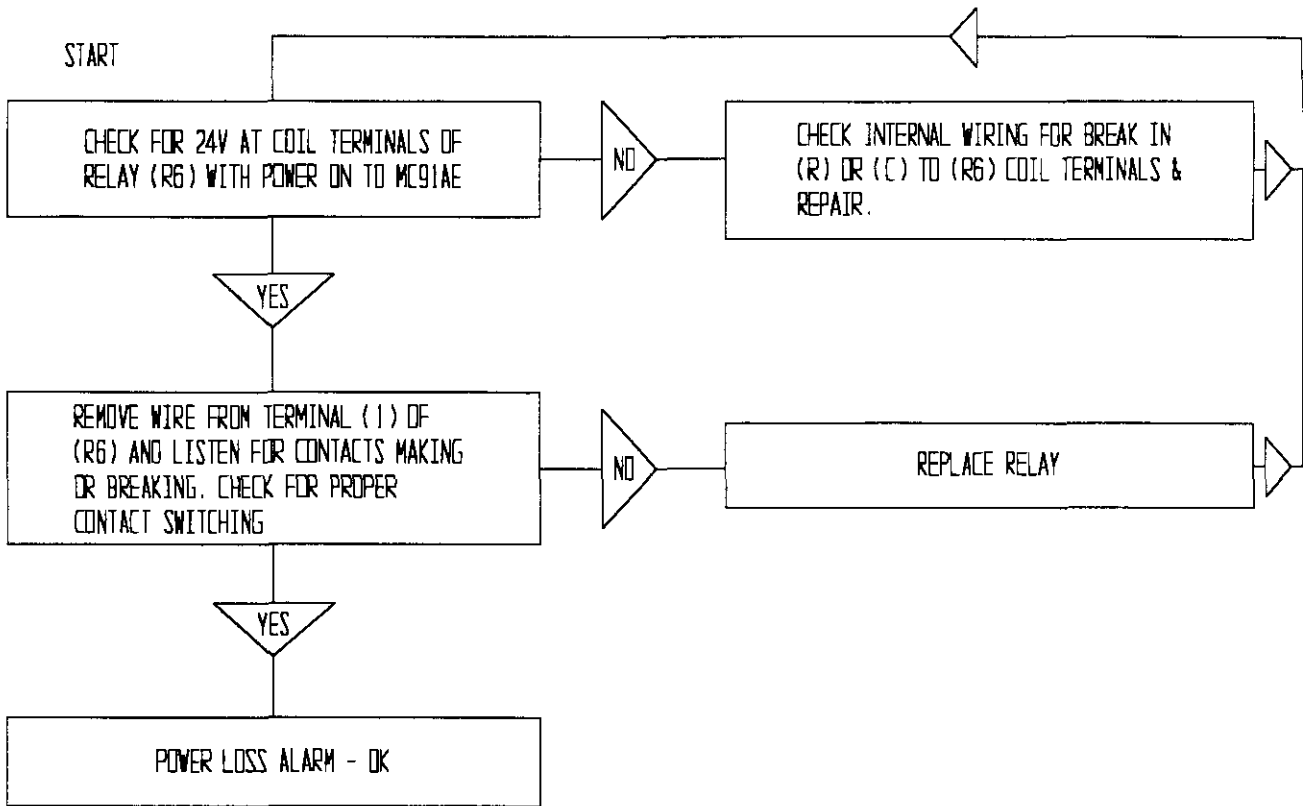 START
CHECK FOR 24V AT COIL TERMINALS OF
RELAY (R6) WITH POWER ON TO MC91AE
NO
CHECK INTERNAL WIRING FOR BREAK IN
(R) OR (C) TO (R6) COIL TERMINALS &
REPAIR.
YES
REMOVE WIRE FROM TERMINAL (1) OF
(R6) AND LISTEN FOR CONTACTS MAKING
OR BREAKING. CHECK FOR PROPER
CONTACT SWITCHING
NO
REPLACE RELAY
YES
POWER LOSS ALARM - OK